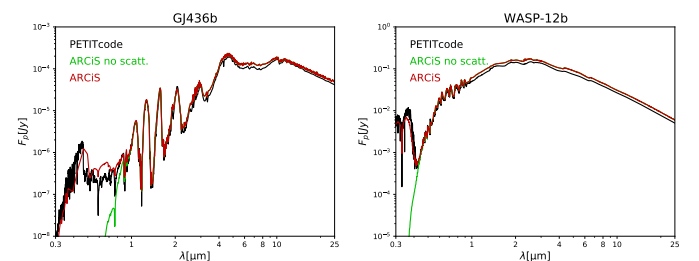 GJ436b
PETITcode
ARCiS no scatt.
ARCiS
10⁻³
10⁻⁴
10⁻⁵
10⁻⁶
10⁻⁷
10⁻⁸
Fₚ[Jy]
0.3 1 2 4 6 8 10 25
λ[μm]
WASP-12b
PETITcode
ARCiS no scatt.
ARCiS
10⁰
10⁻¹
10⁻²
10⁻³
10⁻⁴
10⁻⁵
Fₚ[Jy]
0.3 1 2 4 6 8 10 25
λ[μm]